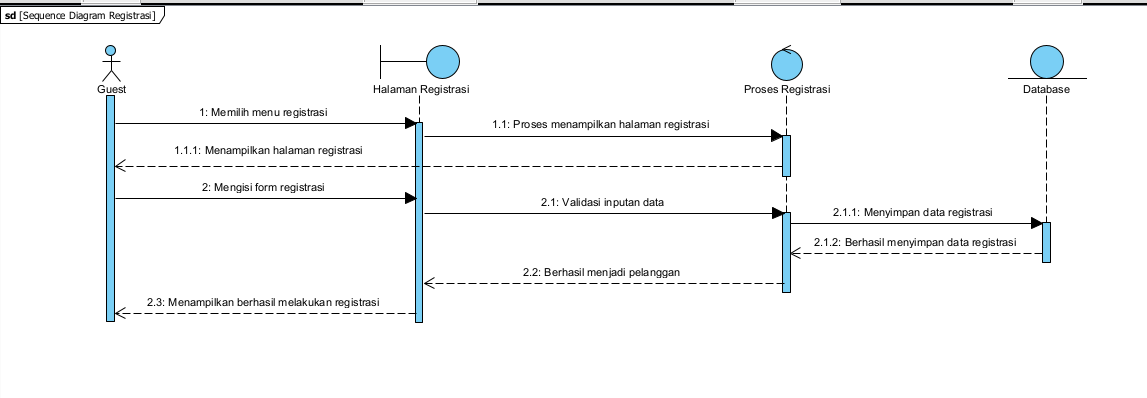 sd [Sequence Diagram Registrasi]
Guest
Halaman Registrasi
Proses Registrasi
Database
1: Memilih menu registrasi
1.1: Proses menampilkan halaman registrasi
1.1.1: Menampilkan halaman registrasi
2: Mengisi form registrasi
2.1: Validasi inputan data
2.1.1: Menyimpan data registrasi
2.1.2: Berhasil menyimpan data registrasi
2.2: Berhasil menjadi pelanggan
2.3: Menampilkan berhasil melakukan registrasi